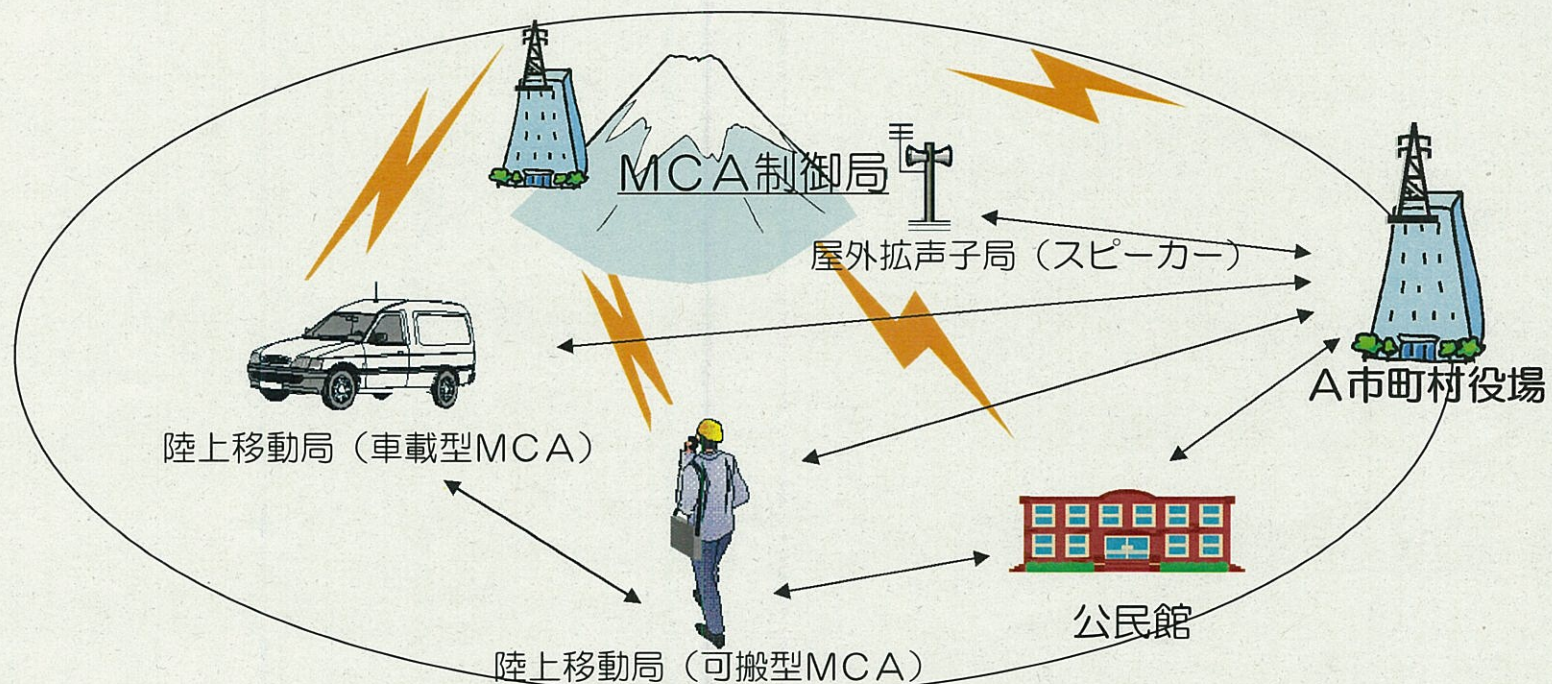 MCA制御局
屋外拡声子局（スピーカー）
A市町村役場
陸上移動局（車載型MCA）
公民館
陸上移動局（可搬型MCA）